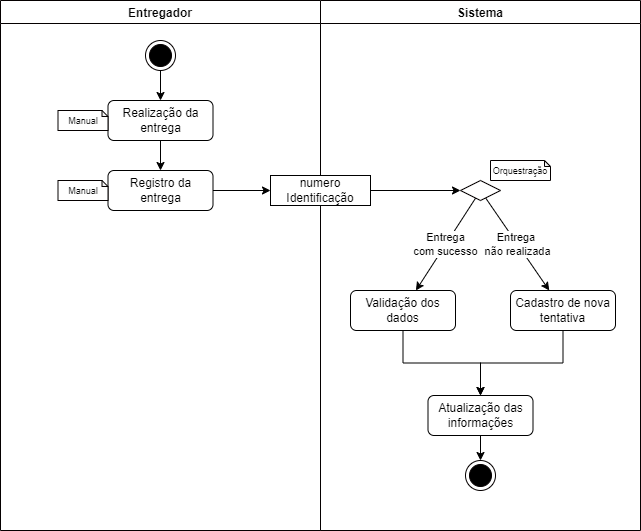 Entregador
Sistema
Manual
Realização da
entrega
Manual
Registro da
entrega
numero
Identificação
Orquestração
Entrega
com sucesso
Entrega
não realizada
Validação dos
dados
Cadastro de nova
tentativa
Atualização das
informações